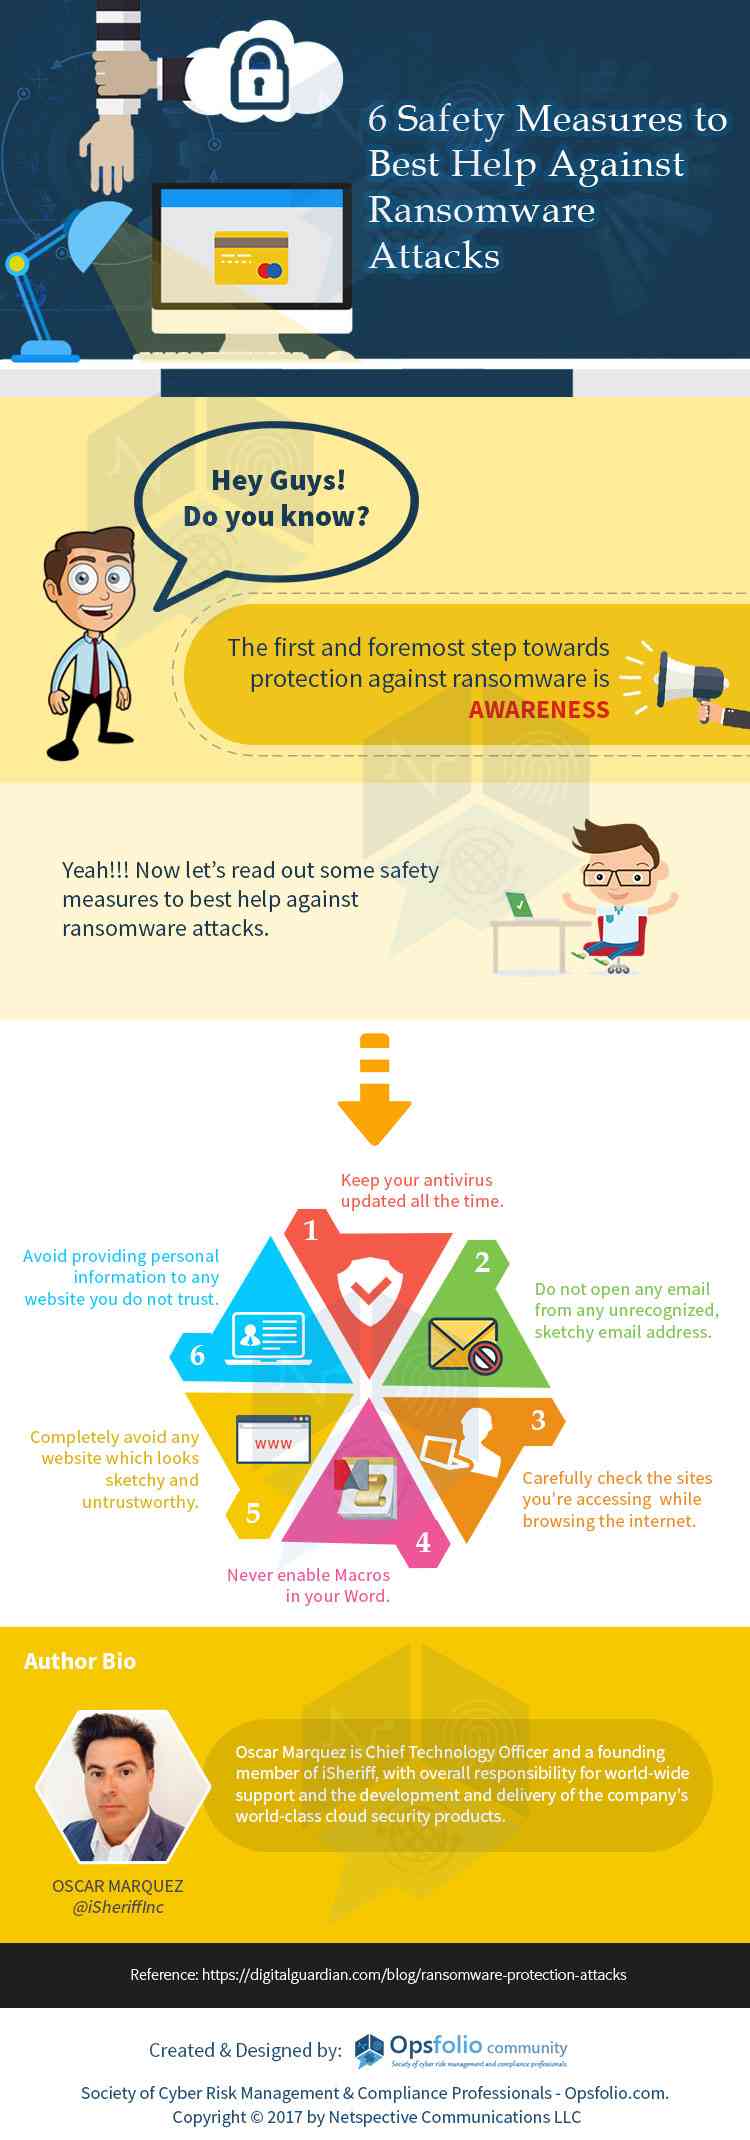 6 Safety Measures to
Best Help Against
Ransomware
Attacks
Hey Guys!
Do you know?
The first and foremost step towards
protection against ransomware is
AWARENESS
Yeah!!! Now let’s read out some safety
measures to best help against
ransomware attacks.
1
Keep your antivirus
updated all the time.
2
Do not open any email
from any unrecognized,
sketchy email address.
3
Carefully check the sites
you're accessing while
browsing the internet.
4
Never enable Macros
in your Word.
5
WWW
Completely avoid any
website which looks
sketchy and
untrustworthy.
6
Avoid providing personal
information to any
website you do not trust.
Author Bio
Oscar Marquez is Chief Technology Officer and a founding
member of iSheriff, with overall responsibility for world-wide
support and the development and delivery of the company's
world-class cloud security products.
OSCAR MARQUEZ
@iSheriffInc
Reference: https://digitalguardian.com/blog/ransomware-protection-attacks
Created & Designed by: Opsfolio community
Society of cyber risk management and compliance professionals
Society of Cyber Risk Management & Compliance Professionals - Opsfolio.com.
Copyright © 2017 by Netspective Communications LLC